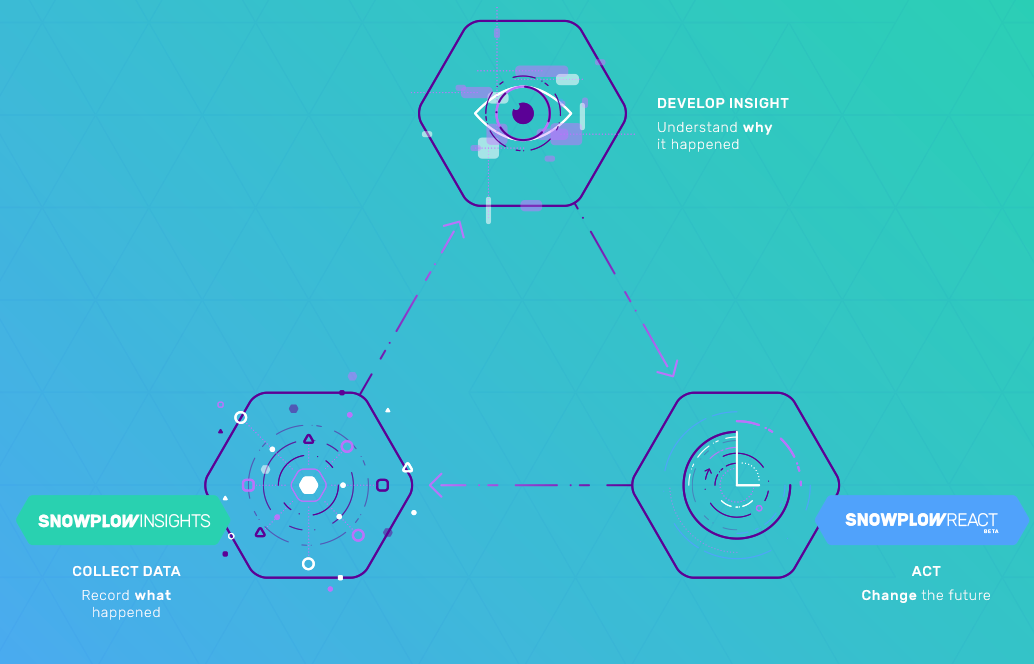 DEVELOP INSIGHT
Understand why
it happened
SNOWPLOWINSIGHTS
COLLECT DATA
Record what
happened
SNOWPLOWREACT
BETA
ACT
Change the future